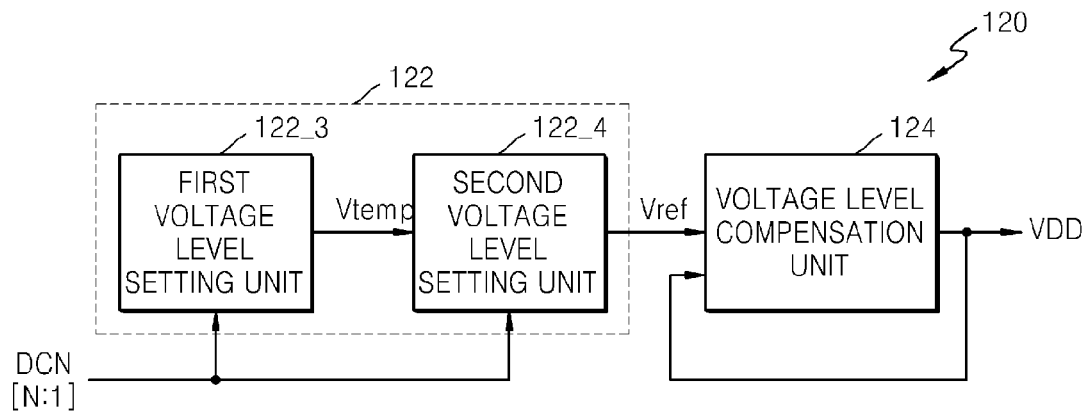 120
122
122_3
122_4
124
FIRST
VOLTAGE
LEVEL
SETTING UNIT
Vtemp
SECOND
VOLTAGE
LEVEL
SETTING UNIT
Vref
VOLTAGE LEVEL
COMPENSATION
UNIT
VDD
DCN
[N:1]